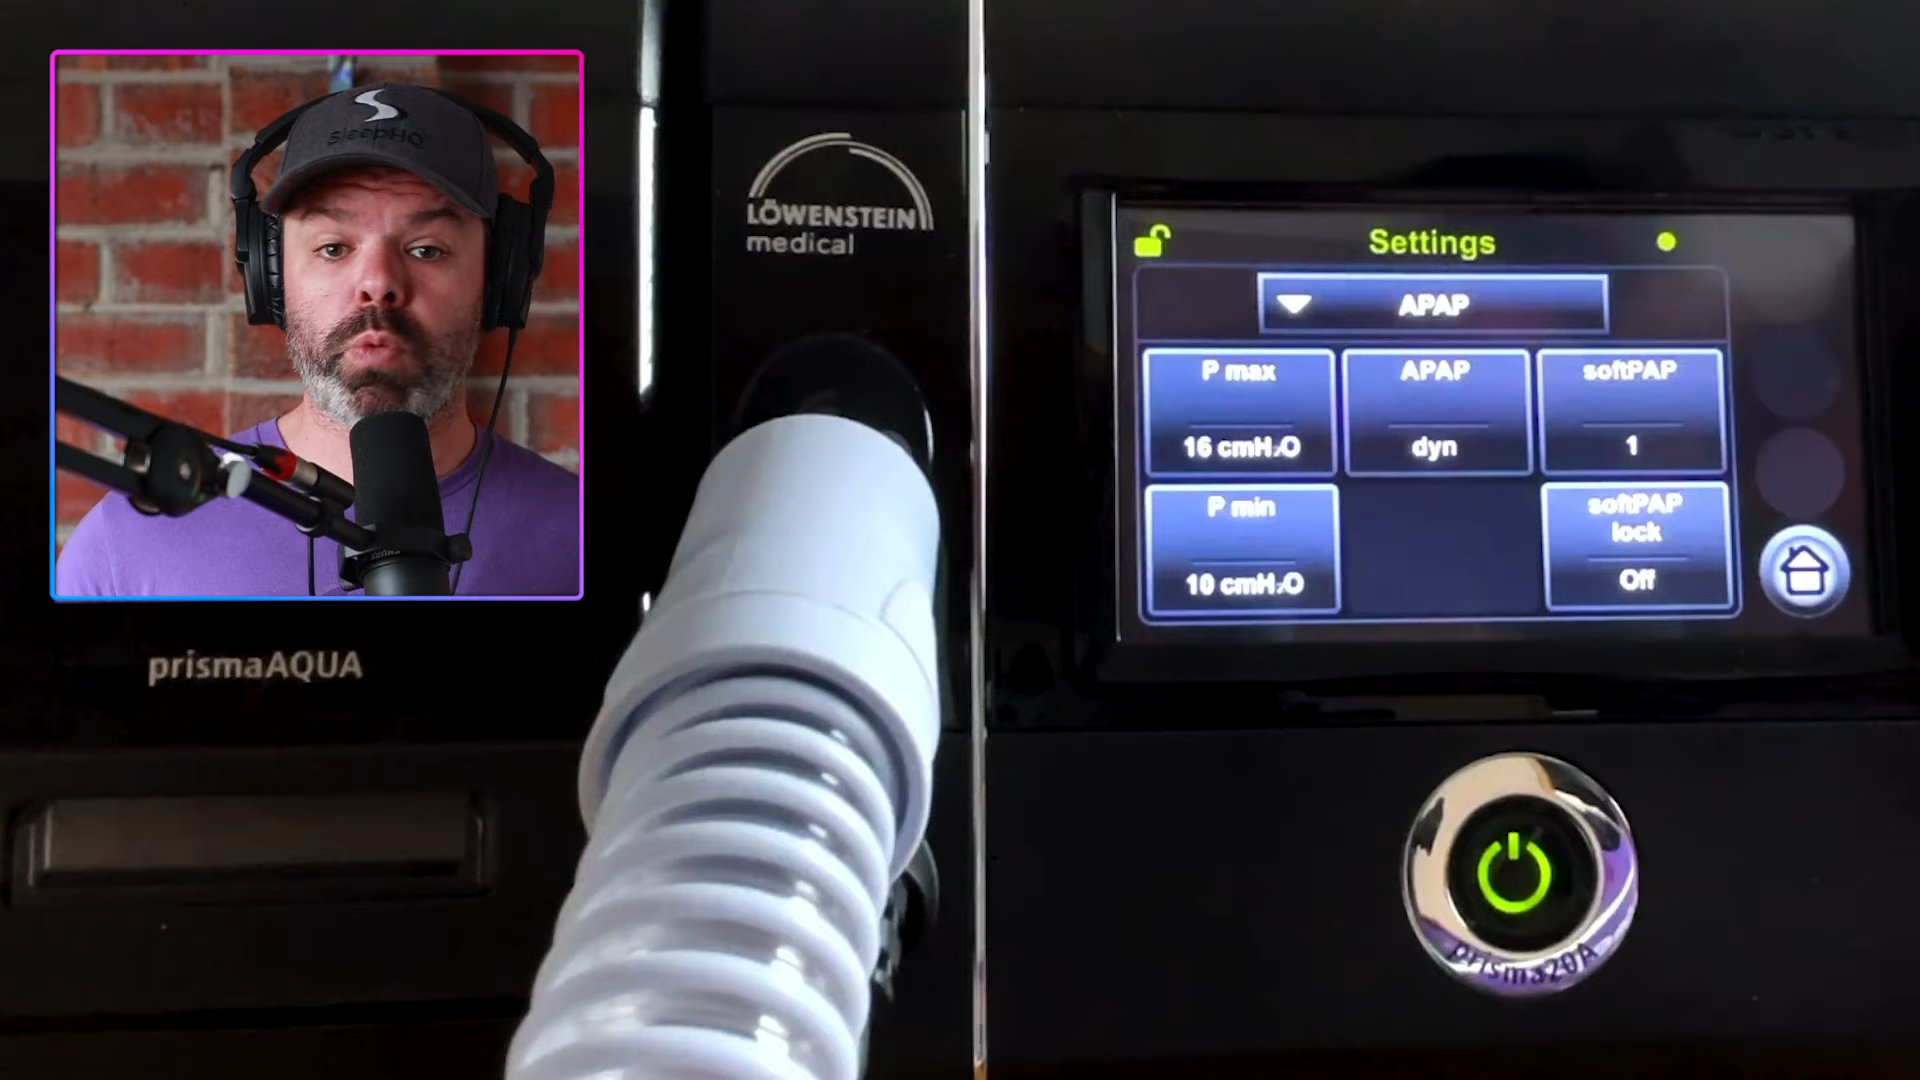 SleepHQ
LÖWENSTEIN
medical
prismaAQUA
Settings
APAP
P max
16 cmH₂O
APAP
dyn
softPAP
1
P min
10 cmH₂O
softPAP
lock
Off
prisma20A